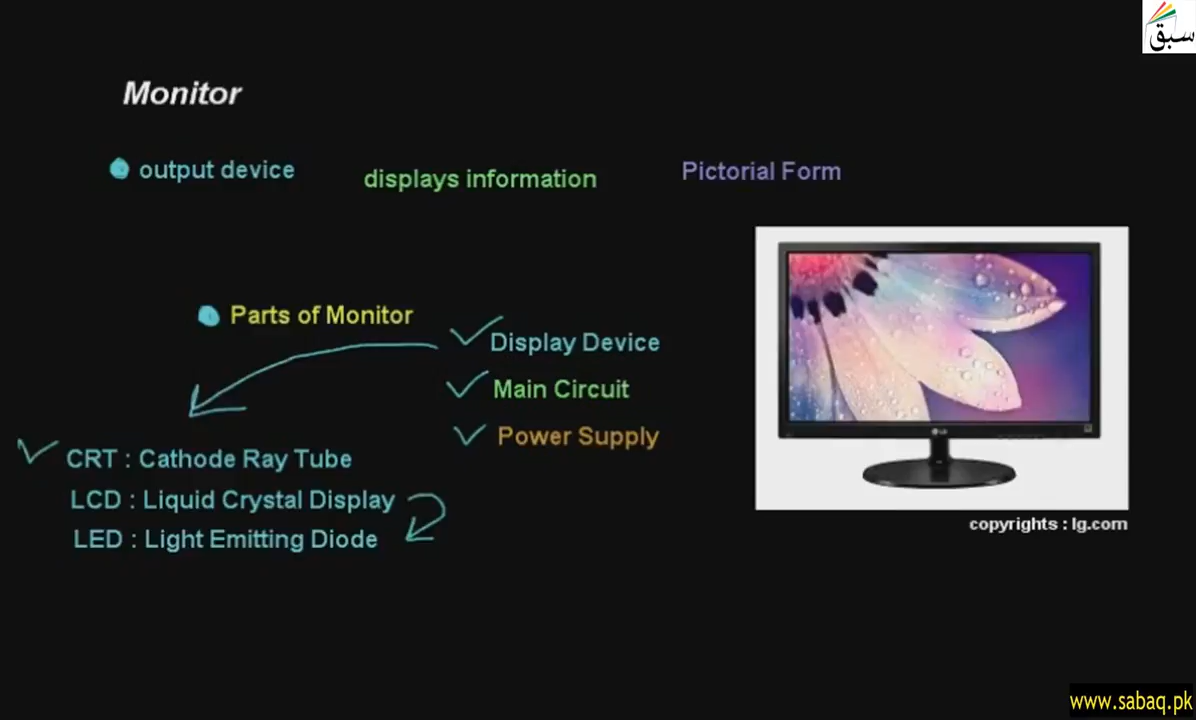 سبق
Monitor
output device
displays information
Pictorial Form
Parts of Monitor
Display Device
Main Circuit
Power Supply
CRT : Cathode Ray Tube
LCD : Liquid Crystal Display
LED : Light Emitting Diode
LG
copyrights : lg.com
www.sabaq.pk